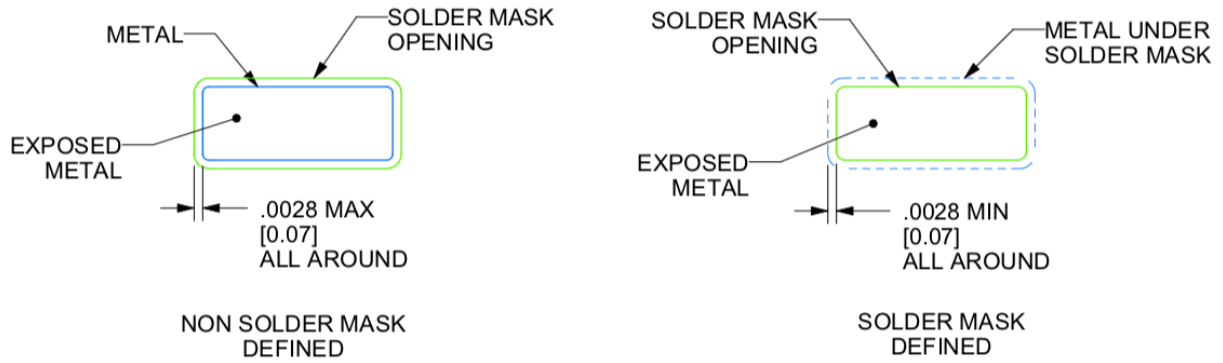 METAL
SOLDER MASK
OPENING
EXPOSED
METAL
.0028 MAX
[0.07]
ALL AROUND
NON SOLDER MASK
DEFINED
SOLDER MASK
OPENING
METAL UNDER
SOLDER MASK
EXPOSED
METAL
.0028 MIN
[0.07]
ALL AROUND
SOLDER MASK
DEFINED